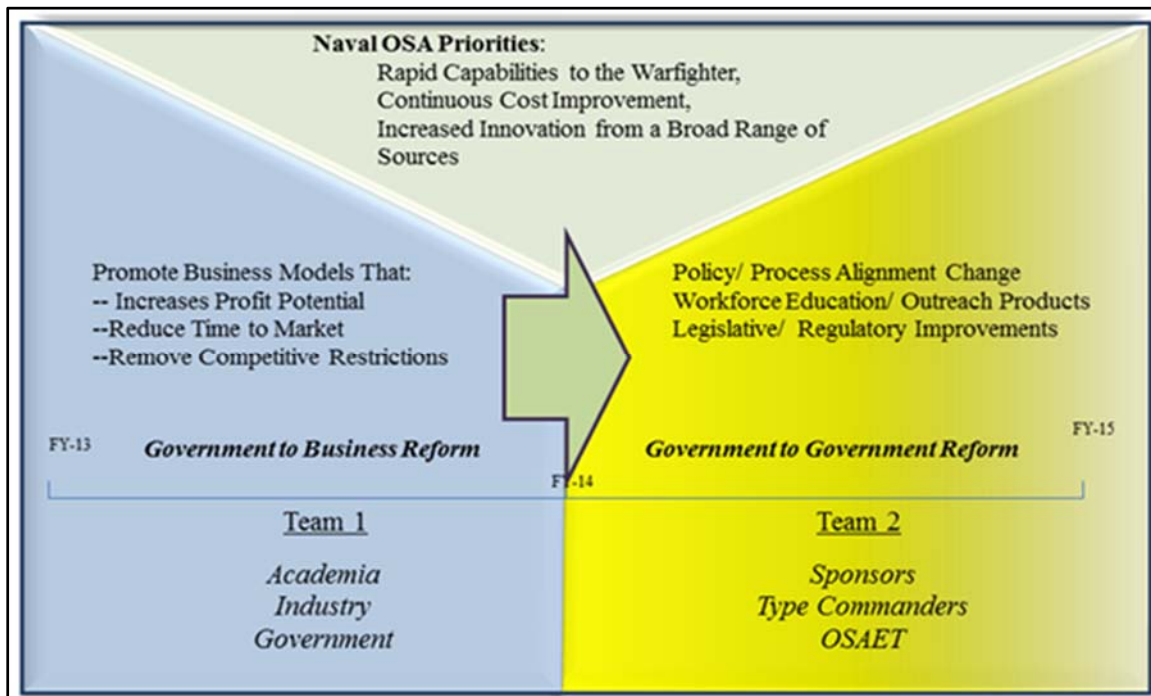 Naval OSA Priorities:
Rapid Capabilities to the Warfighter,
Continuous Cost Improvement,
Increased Innovation from a Broad Range of
Sources
Promote Business Models That:
-- Increases Profit Potential
--Reduce Time to Market
--Remove Competitive Restrictions
Policy/ Process Alignment Change
Workforce Education/ Outreach Products
Legislative/ Regulatory Improvements
FY-13
Government to Business Reform
FY-14
Government to Government Reform
FY-15
Team 1
Academia
Industry
Government
Team 2
Sponsors
Type Commanders
OSAET